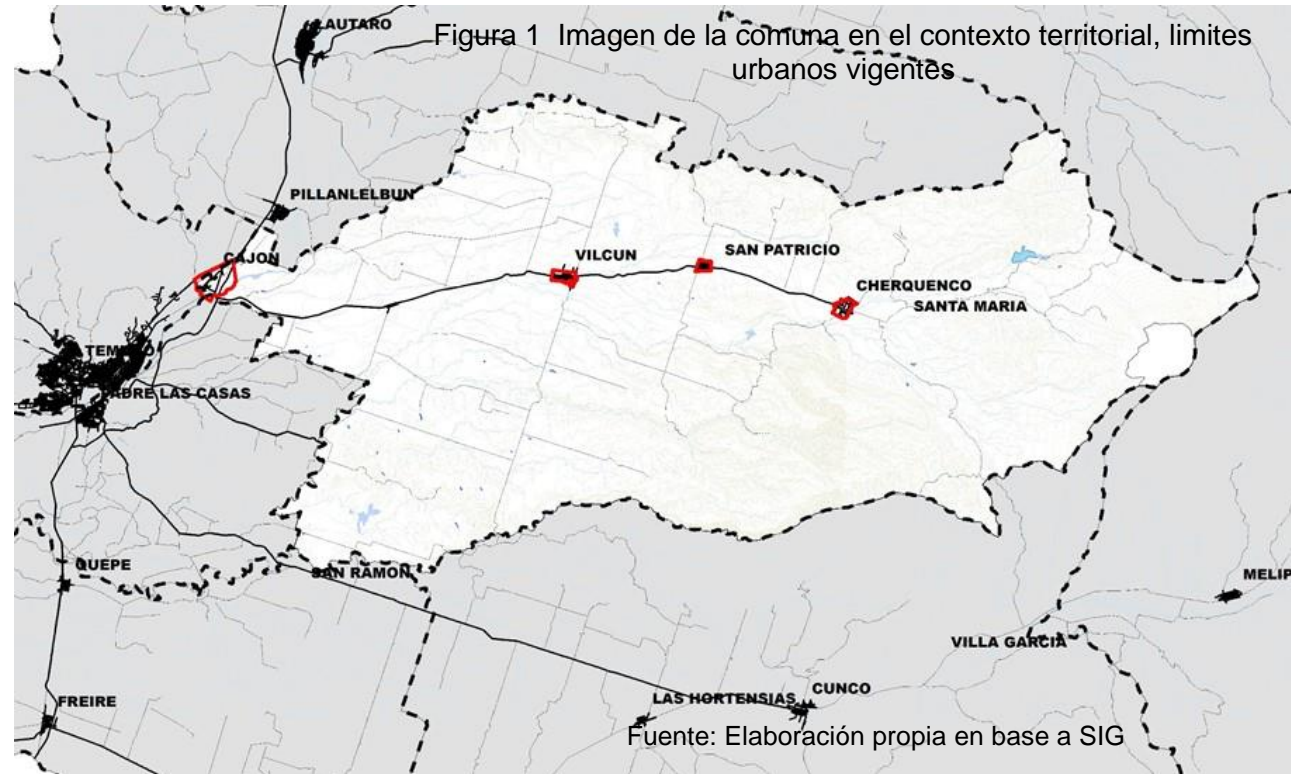 LAUTARO
Figura 1 Imagen de la comuna en el contexto territorial, limites
urbanos vigentes
PILLANLELBUN
CAJON
VILCUN
SAN PATRICIO
CHERQUENCO
SANTA MARIA
TEMUCO
PADRE LAS CASAS
QUEPE
SAN RAMON
MELIP
VILLA GARCIA
FREIRE
LAS HORTENSIAS
CUNCO
Fuente: Elaboración propia en base a SIG